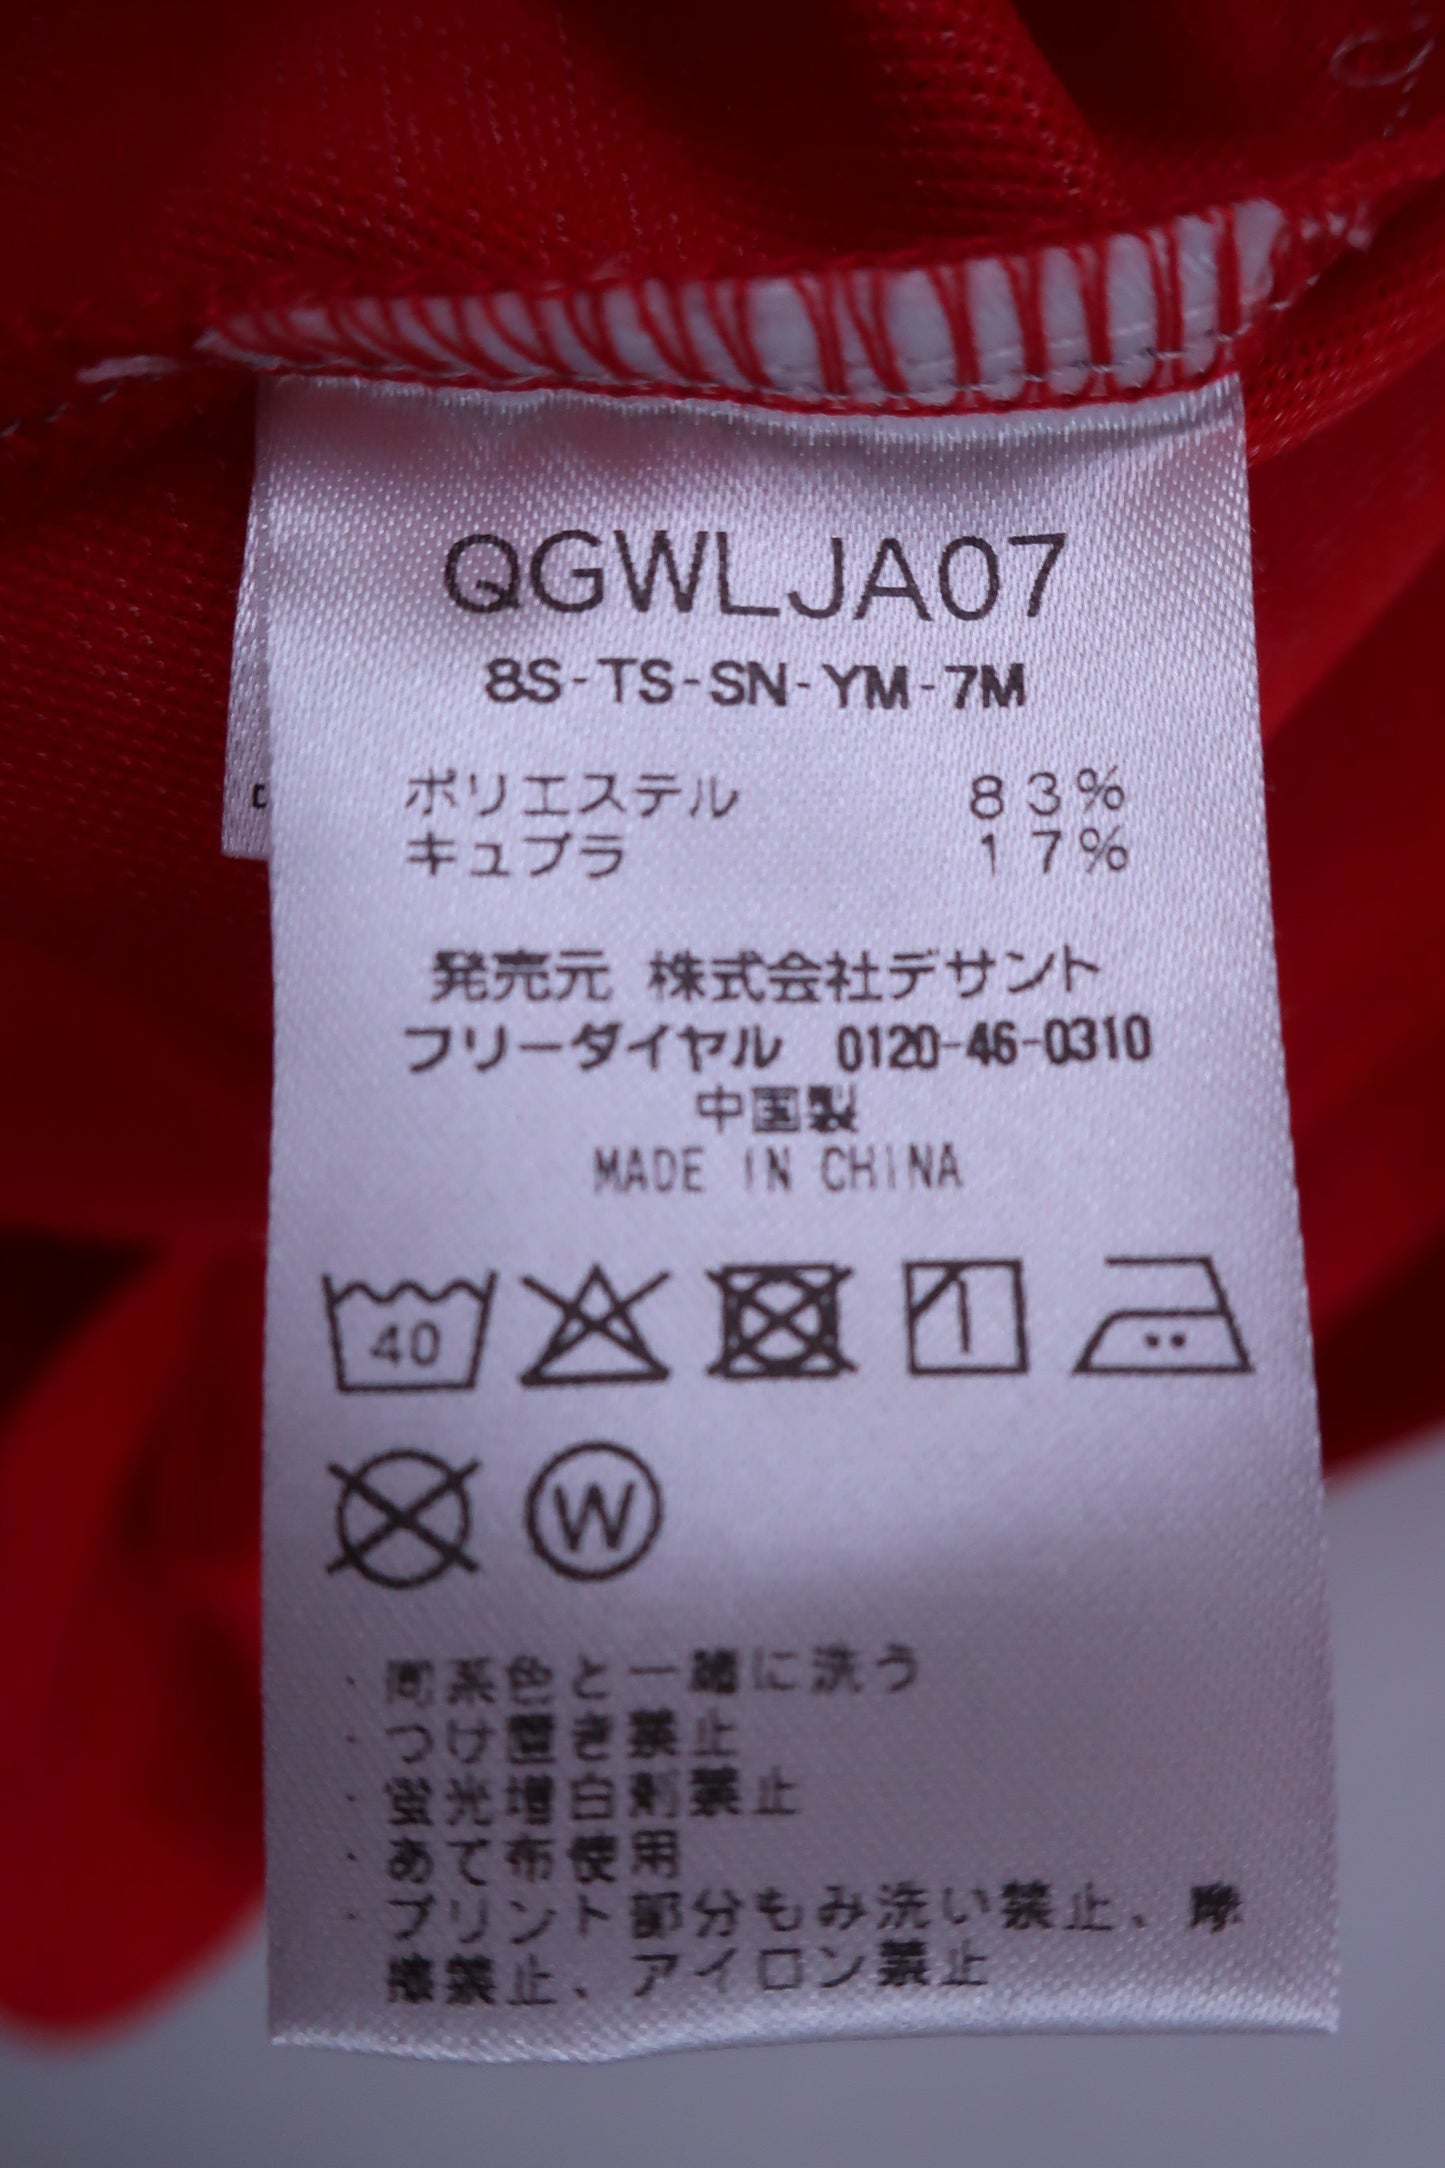 QGWLJA07
8S-TS-SN-YM-7M
ポリエステル 83%
キュプラ 17%
発売元 株式会社デサント
フリーダイヤル 0120-46-0310
中国製
MADE IN CHINA
40
W
・同系色と一緒に洗う
・つけ置き禁止
・蛍光増白剤禁止
・あて布使用
・プリント部分もみ洗い禁止、摩
擦禁止、アイロン禁止